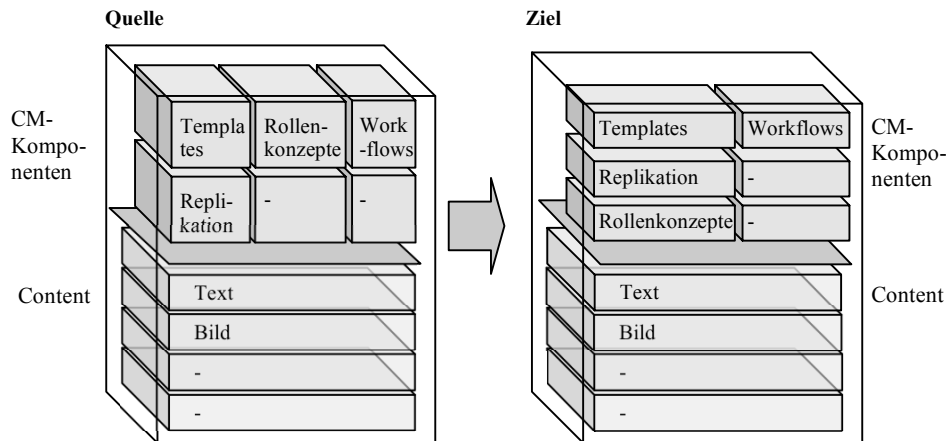 Quelle
CM-
Kompo-
nenten
Templa
tes
Rollen-
konzepte
Work
-flows
Repli-
kation
-
-
Content
Text
Bild
-
-
Ziel
Templates
Workflows
Replikation
-
Rollenkonzepte
-
CM-
Kompo-
nenten
Text
Bild
-
-
Content